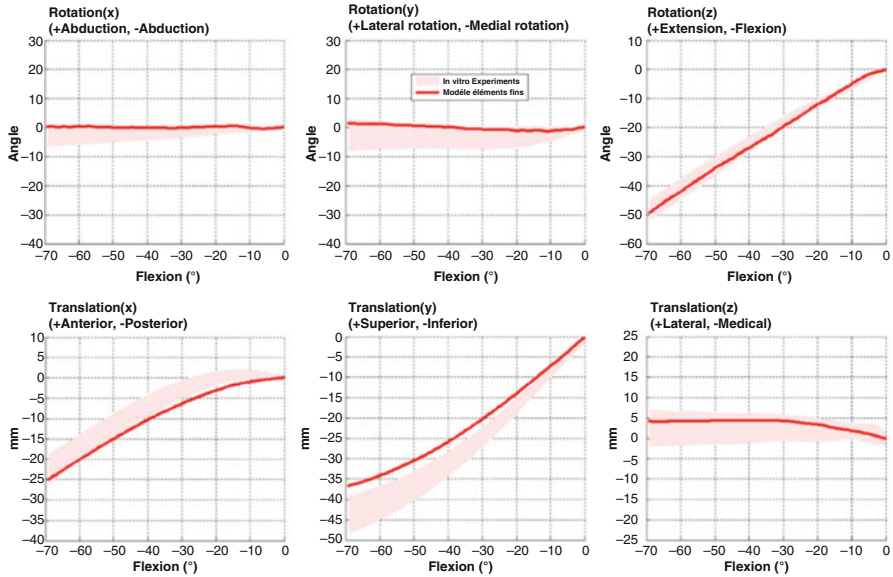 Rotation(x)
(+Abduction, -Abduction)
30
20
10
0
–10
–20
–30
–40
Angle
–70 –60 –50 –40 –30 –20 –10 0
Flexion (°)
Rotation(y)
(+Lateral rotation, -Medial rotation)
30
20
10
0
–10
–20
–30
–40
Angle
In vitro Experiments
Modéle éléments fins
–70 –60 –50 –40 –30 –20 –10 0
Flexion (°)
Rotation(z)
(+Extension, -Flexion)
10
0
–10
–20
–30
–40
–50
–60
Angle
–70 –60 –50 –40 –30 –20 –10 0
Flexion (°)
Translation(x)
(+Anterior, -Posterior)
10
5
0
–5
–10
–15
–20
–25
–30
–35
–40
mm
–70 –60 –50 –40 –30 –20 –10 0
Flexion (°)
Translation(y)
(+Superior, -Inferior)
0
–5
–10
–15
–20
–25
–30
–35
–40
–45
–50
mm
–70 –60 –50 –40 –30 –20 –10 0
Flexion (°)
Translation(z)
(+Lateral, -Medical)
25
20
15
10
5
0
–5
–10
–15
–20
–25
mm
–70 –60 –50 –40 –30 –20 –10 0
Flexion (°)